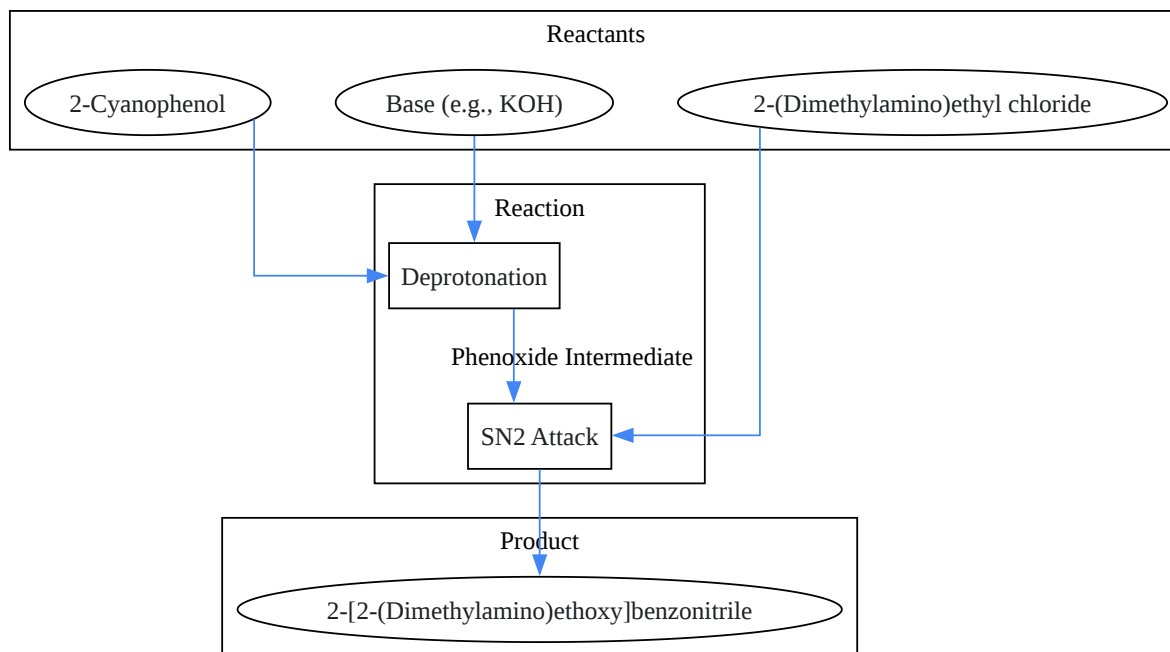 Reactants
2-Cyanophenol
Base (e.g., KOH)
2-(Dimethylamino)ethyl chloride
Reaction
Deprotonation
Phenoxide Intermediate
SN2 Attack
Product
2-[2-(Dimethylamino)ethoxy]benzonitrile